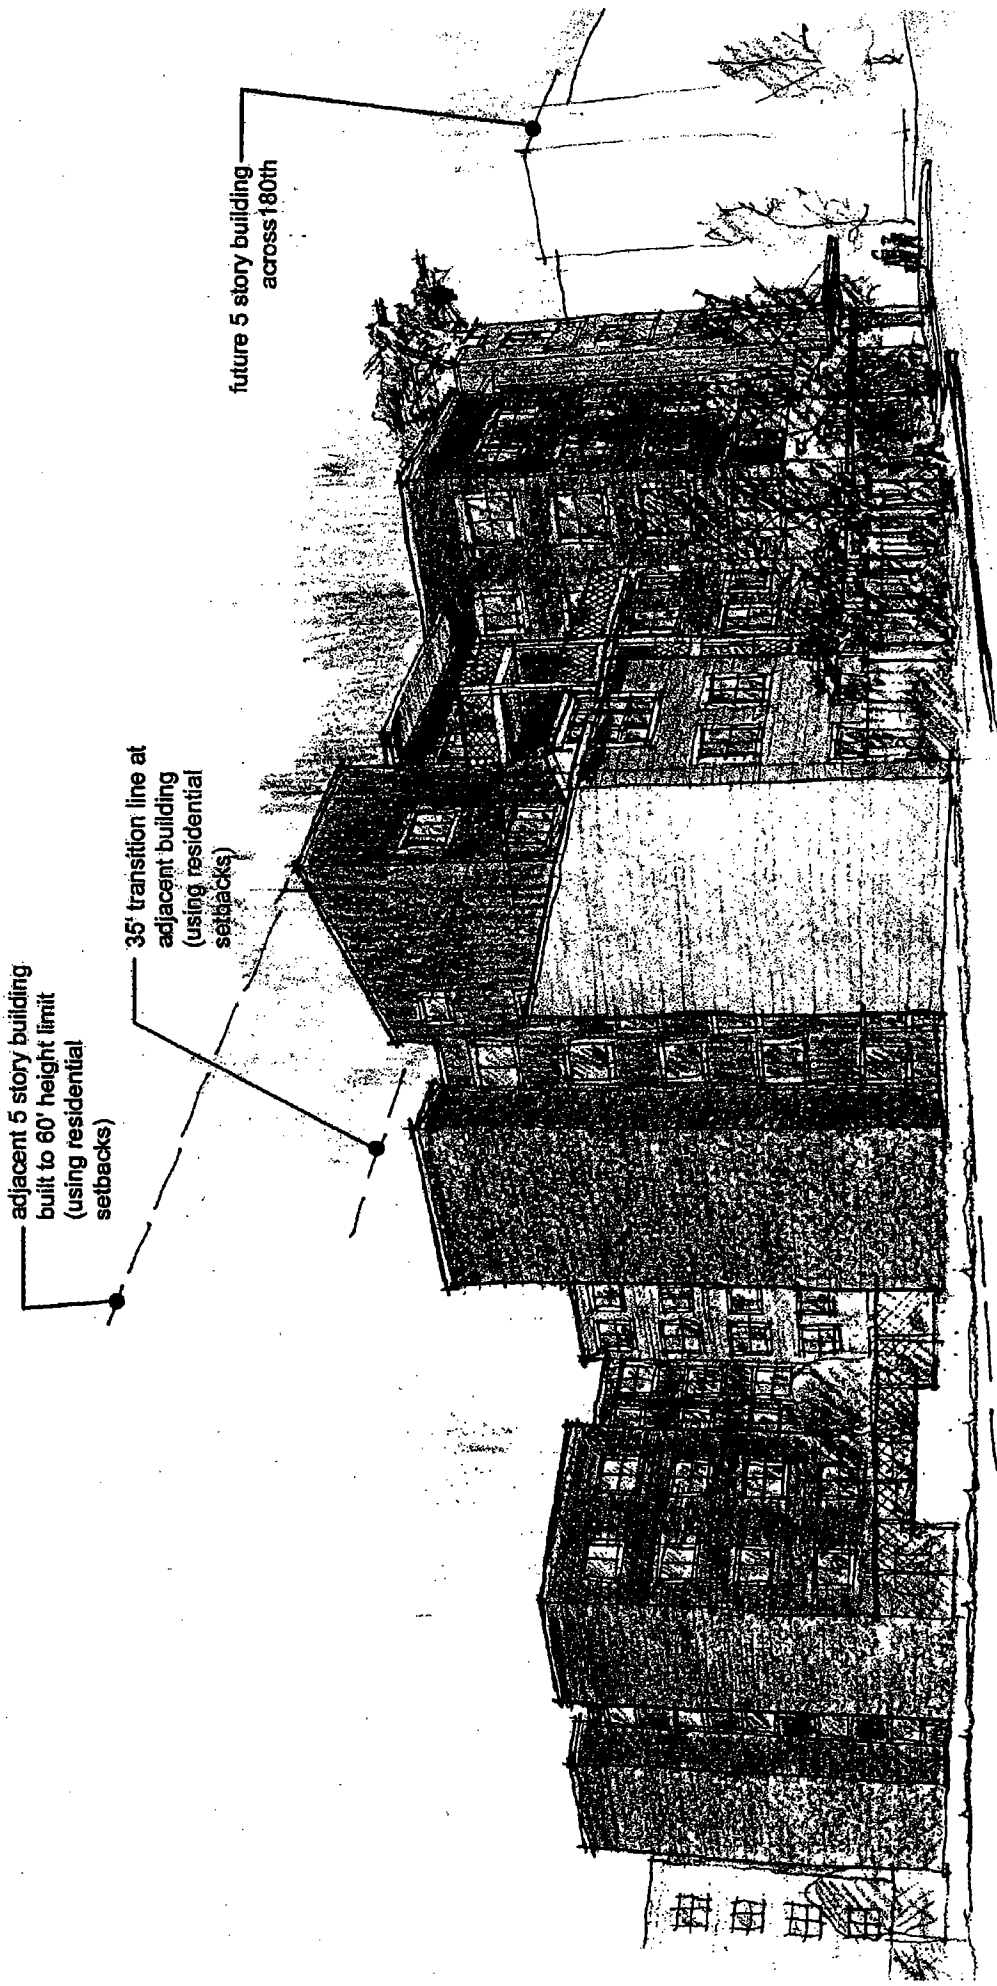 adjacent 5 story building
built to 60' height limit
(using residential
setbacks)
35' transition line at
adjacent building
(using residential
setbacks)
future 5 story building
across180th